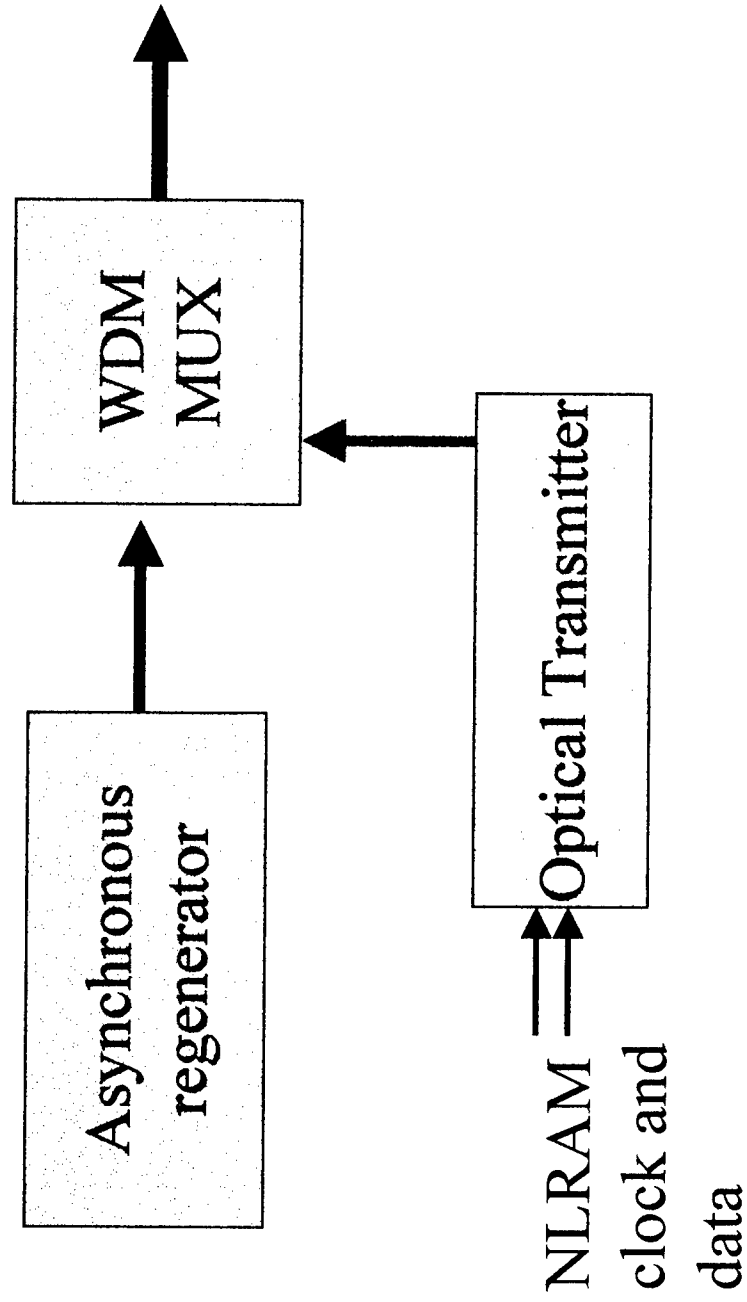 Asynchronous
regenerator
WDM
MUX
Optical Transmitter
NLRAM
clock and
data